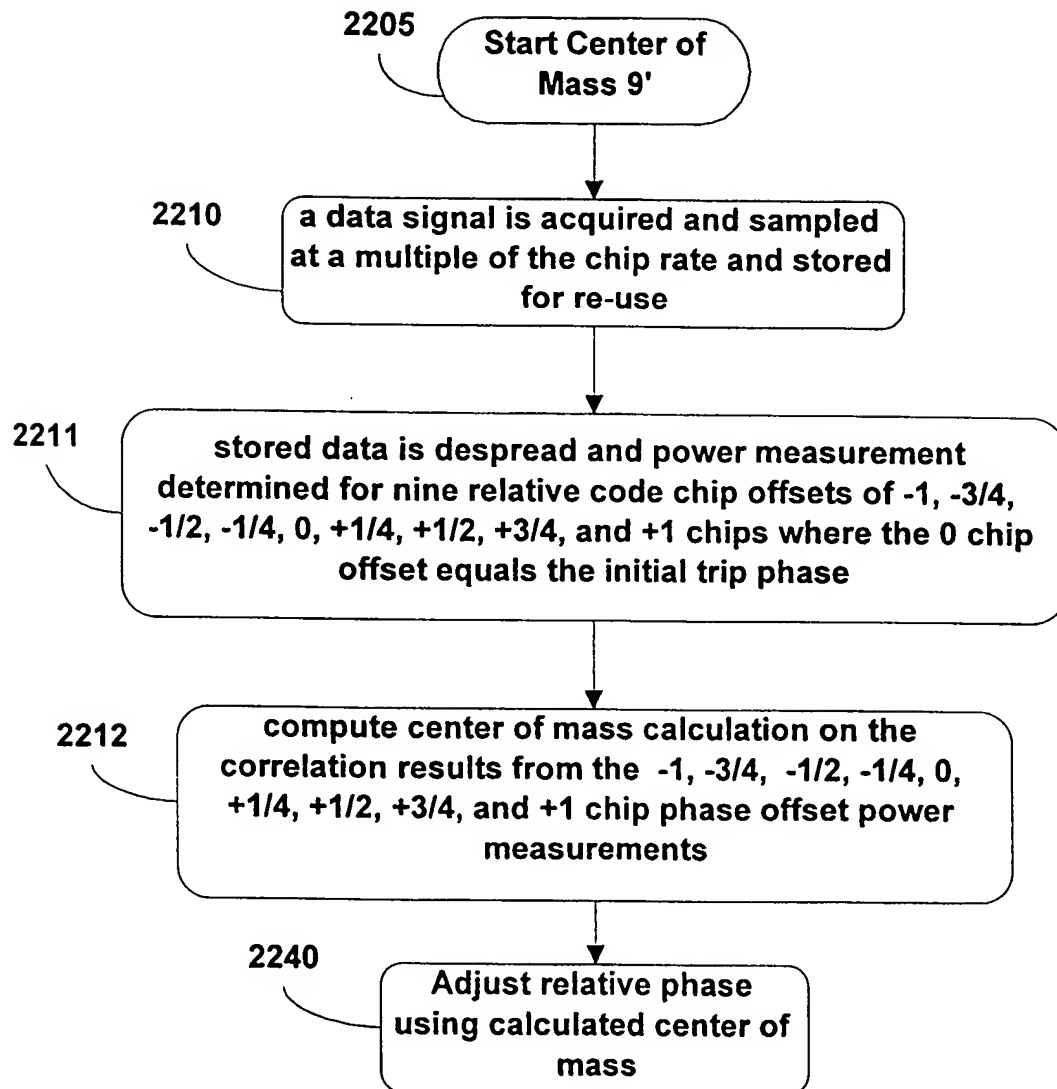 2205
Start Center of
Mass 9'
2210
a data signal is acquired and sampled
at a multiple of the chip rate and stored
for re-use
2211
stored data is despread and power measurement
determined for nine relative code chip offsets of -1, -3/4,
-1/2, -1/4, 0, +1/4, +1/2, +3/4, and +1 chips where the 0 chip
offset equals the initial trip phase
2212
compute center of mass calculation on the
correlation results from the -1, -3/4, -1/2, -1/4, 0,
+1/4, +1/2, +3/4, and +1 chip phase offset power
measurements
2240
Adjust relative phase
using calculated center of
mass